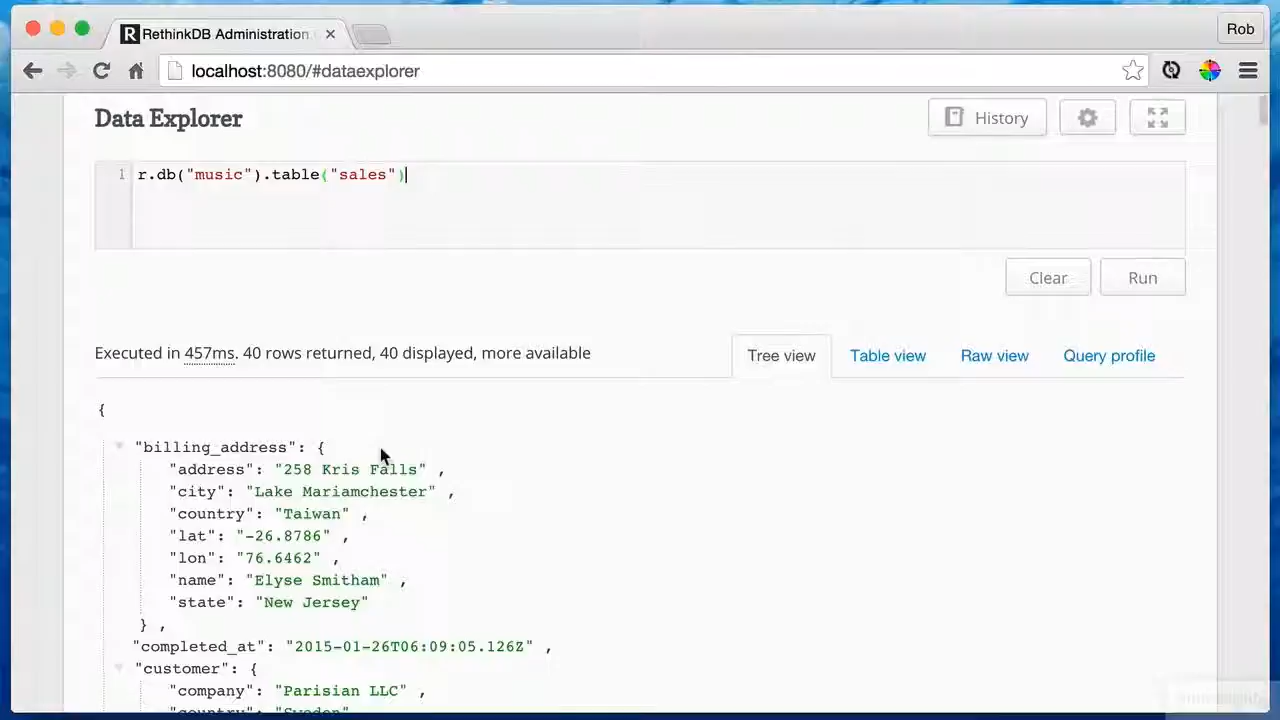 RethinkDB Administration
Rob
localhost:8080/#dataexplorer
Data Explorer
History
1 r.db("music").table("sales")
Clear
Run
Executed in 457ms. 40 rows returned, 40 displayed, more available
Tree view
Table view
Raw view
Query profile
{
"billing_address": {
"address": "258 Kris Falls" ,
"city": "Lake Mariamchester" ,
"country": "Taiwan" ,
"lat": "-26.8786" ,
"lon": "76.6462" ,
"name": "Elyse Smitham" ,
"state": "New Jersey"
} ,
"completed_at": "2015-01-26T06:09:05.126Z" ,
"customer": {
"company": "Parisian LLC" ,
"country": "Sweden"